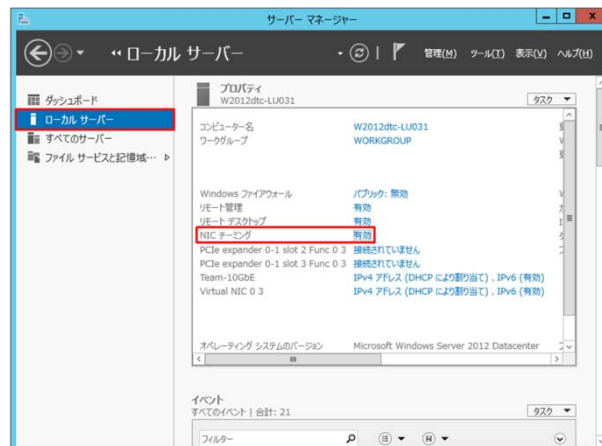 サーバー マネージャー
ローカル サーバー
管理(M) ツール(T) 表示(V) ヘルプ(H)
ダッシュボード
ローカル サーバー
すべてのサーバー
ファイル サービスと記憶域…
プロパティ
W2012dtc-LU031
タスク
コンピューター名 W2012dtc-LU031
ワークグループ WORKGROUP
Windows ファイアウォール パブリック: 無効
リモート管理 有効
リモート デスクトップ 有効
NIC チーミング 有効
PCIe expander 0-1 slot 2 Func 0 3 接続されていません
PCIe expander 0-1 slot 3 Func 0 3 接続されていません
Team-10GbE IPv4 アドレス (DHCP により割り当て) , IPv6 (有効)
Virtual NIC 0 3 IPv4 アドレス (DHCP により割り当て) , IPv6 (有効)
オペレーティング システムのバージョン Microsoft Windows Server 2012 Datacenter
イベント
すべてのイベント | 合計: 21
タスク
フィルター